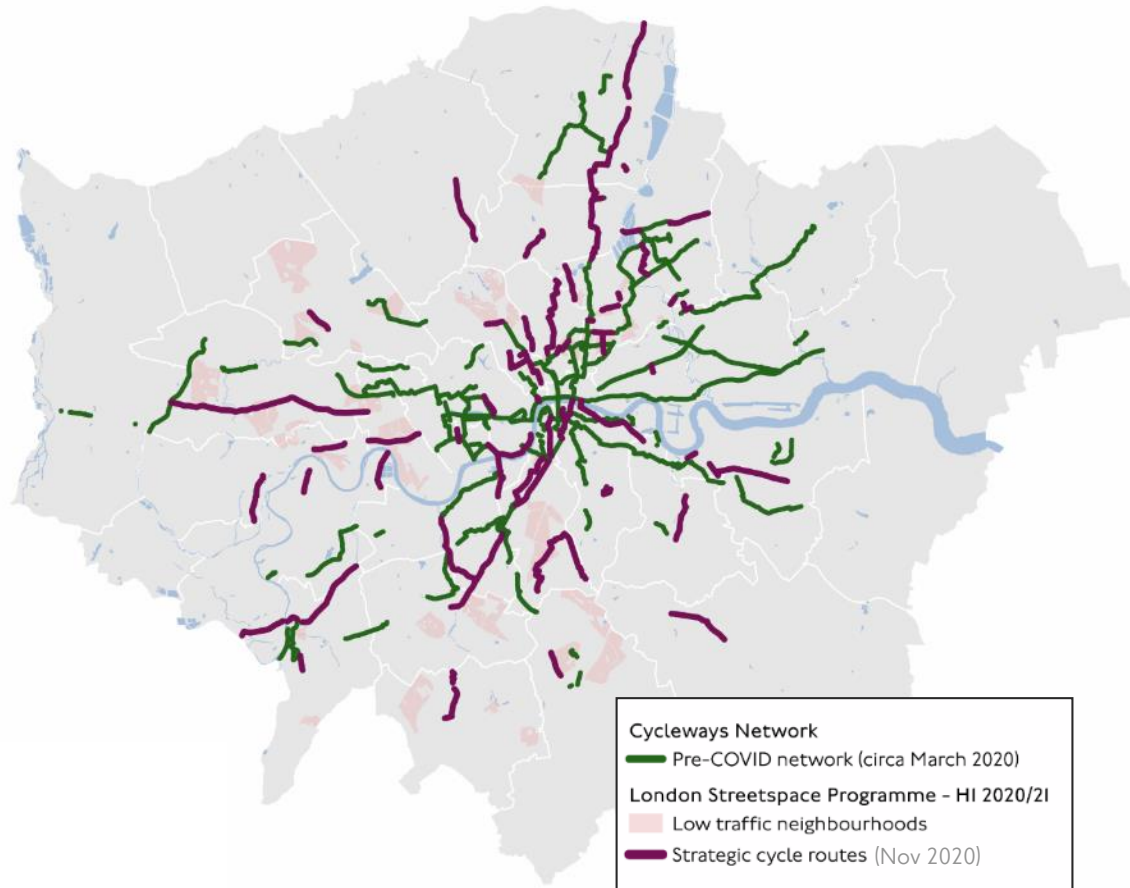 Cycleways Network
Pre-COVID network (circa March 2020)
London Streetspace Programme - H1 2020/21
Low traffic neighbourhoods
Strategic cycle routes (Nov 2020)